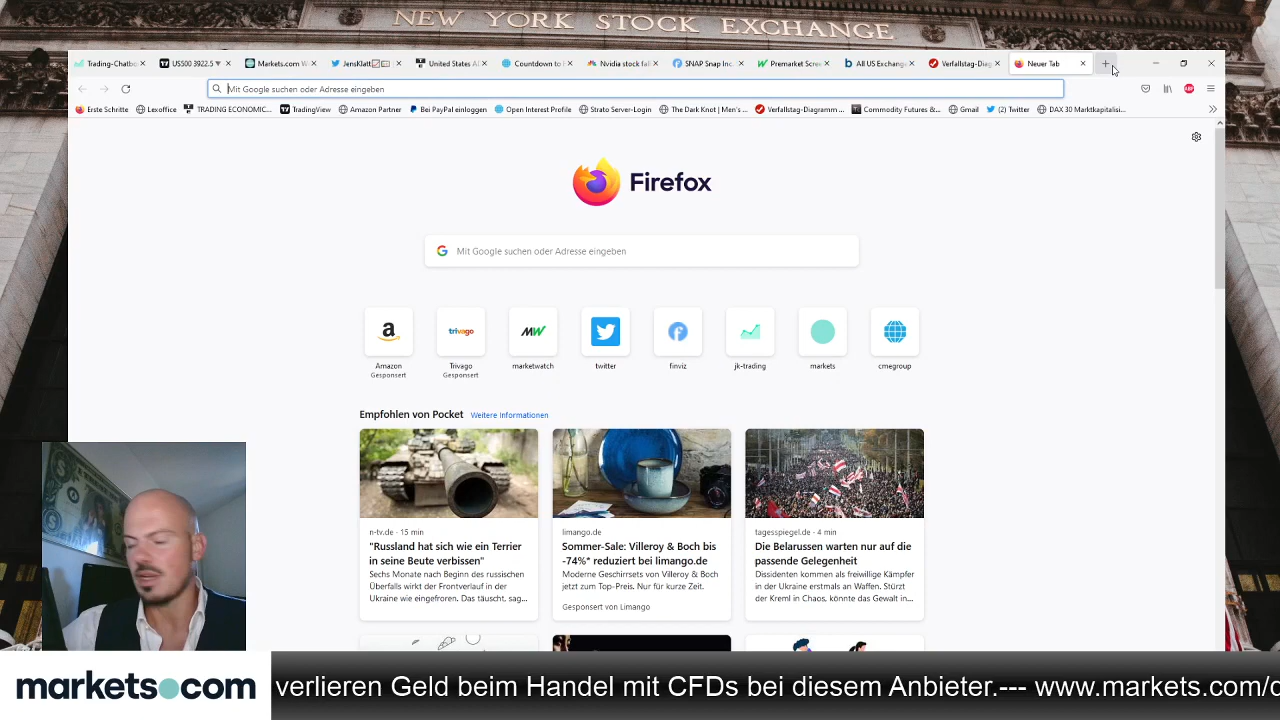 NEW YORK STOCK EXCHANGE
Trading-Chatbo
US500 3922.5
Markets.com W
JensKlatt
United States Al
Countdown to
Nvidia stock fal
SNAP Snap Inc.
Premarket Scre
All US Exchang
Verfallstag-Diag
Neuer Tab
Mit Google suchen oder Adresse eingeben
Erste Schritte
Lexoffice
TRADING ECONOMIC...
TradingView
Amazon Partner
Bei PayPal einloggen
Open Interest Profile
Strato Server-Login
The Dark Knot | Men's ...
Verfallstag-Diagramm ...
Commodity Futures &...
Gmail
(2) Twitter
DAX 30 Marktkapitalisi...
Firefox
Mit Google suchen oder Adresse eingeben
a
trivago
MW
Amazon
Gesponsert
Trivago
Gesponsert
marketwatch
twitter
finviz
jk-trading
markets
cmegroup
Empfohlen von Pocket Weitere Informationen
n-tv.de · 15 min
"Russland hat sich wie ein Terrier
in seine Beute verbissen"
Sechs Monate nach Beginn des russischen
Überfalls wirkt der Frontverlauf in der
Ukraine wie eingefroren. Das täuscht, sag...
limango.de
Sommer-Sale: Villeroy & Boch bis
-74%* reduziert bei limango.de
Moderne Geschirrsets von Villeroy & Boch
jetzt zum Top-Preis. Nur für kurze Zeit.
Gesponsert von Limango
tagesspiegel.de · 4 min
Die Belarussen warten nur auf die
passende Gelegenheit
Dissidenten kommen als freiwillige Kämpfer
in der Ukraine erstmals an Waffen. Stürzt
der Kreml in Chaos, könnte das Gewalt in...
markets.com
verlieren Geld beim Handel mit CFDs bei diesem Anbieter.--- www.markets.com/d